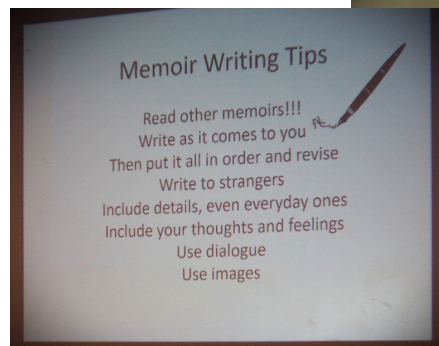 Memoir Writing Tips
Read other memoirs!!!
Write as it comes to you
Then put it all in order and revise
Write to strangers
Include details, even everyday ones
Include your thoughts and feelings
Use dialogue
Use images